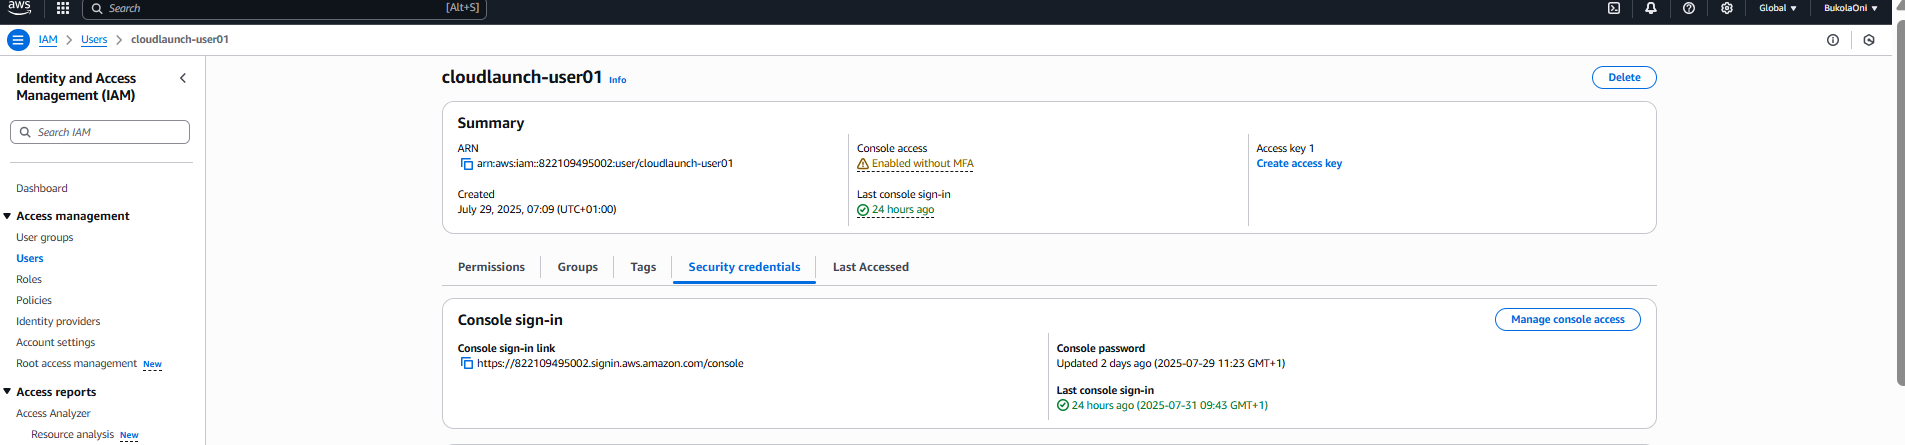 aws
Search
[Alt+S]
Global
BukolaOni
IAM
Users
cloudlaunch-user01
Identity and Access
Management (IAM)
Search IAM
Dashboard
Access management
User groups
Users
Roles
Policies
Identity providers
Account settings
Root access management New
Access reports
Access Analyzer
Resource analysis New
cloudlaunch-user01 Info
Delete
Summary
ARN
arn:aws:iam::822109495002:user/cloudlaunch-user01
Created
July 29, 2025, 07:09 (UTC+01:00)
Console access
Enabled without MFA
Last console sign-in
24 hours ago
Access key 1
Create access key
Permissions
Groups
Tags
Security credentials
Last Accessed
Console sign-in
Manage console access
Console sign-in link
https://822109495002.signin.aws.amazon.com/console
Console password
Updated 2 days ago (2025-07-29 11:23 GMT+1)
Last console sign-in
24 hours ago (2025-07-31 09:43 GMT+1)